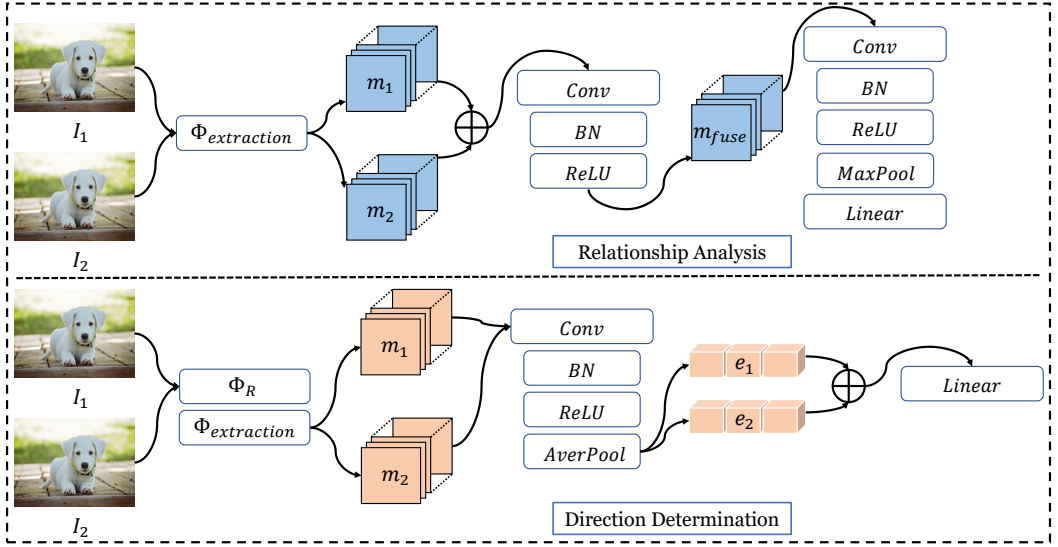 I1
I2
Φextraction
m1
m2
Conv
BN
ReLU
mfuse
Conv
BN
ReLU
MaxPool
Linear
Relationship Analysis
I1
I2
ΦR
Φextraction
m1
m2
Conv
BN
ReLU
AverPool
e1
e2
Linear
Direction Determination